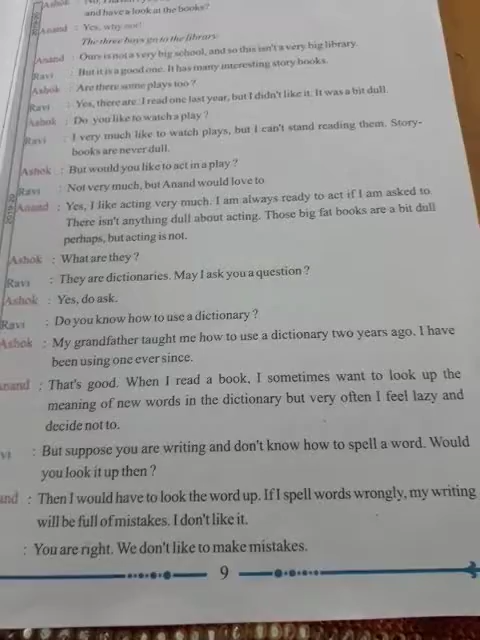 Ashok : No, I haven't
and have a look at the books?
Anand : Yes, why not!
The three boys go to the library.
Anand : Ours is not a very big school, and so this isn't a very big library.
Ravi : But it is a good one. It has many interesting story books.
Ashok : Are there some plays too ?
Ravi : Yes, there are. I read one last year, but I didn't like it. It was a bit dull.
Ashok : Do you like to watch a play ?
Ravi : I very much like to watch plays, but I can't stand reading them. Story-
books are never dull.
Ashok : But would you like to act in a play ?
Ravi : Not very much, but Anand would love to
Anand : Yes, I like acting very much. I am always ready to act if I am asked to.
There isn't anything dull about acting. Those big fat books are a bit dull
perhaps, but acting is not.
2019-20
Ashok : What are they ?
Ravi : They are dictionaries. May I ask you a question ?
Ashok : Yes, do ask.
Ravi : Do you know how to use a dictionary ?
Ashok : My grandfather taught me how to use a dictionary two years ago. I have
been using one ever since.
nand : That's good. When I read a book, I sometimes want to look up the
meaning of new words in the dictionary but very often I feel lazy and
decide not to.
vi : But suppose you are writing and don't know how to spell a word. Would
you look it up then ?
and : Then I would have to look the word up. If I spell words wrongly, my writing
will be full of mistakes. I don't like it.
: You are right. We don't like to make mistakes.
9